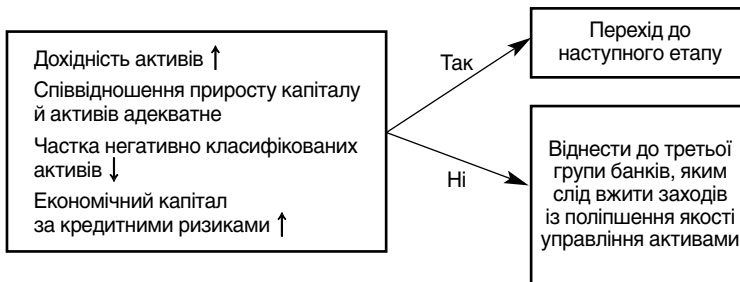 Дохідність активів ↑
Співвідношення приросту капіталу
й активів адекватне
Частка негативно класифікованих
активів ↓
Економічний капітал
за кредитними ризиками ↑
Так
Ні
Перехід до
наступного етапу
Віднести до третьої
групи банків, яким
слід вжити заходів
із поліпшення якості
управління активами